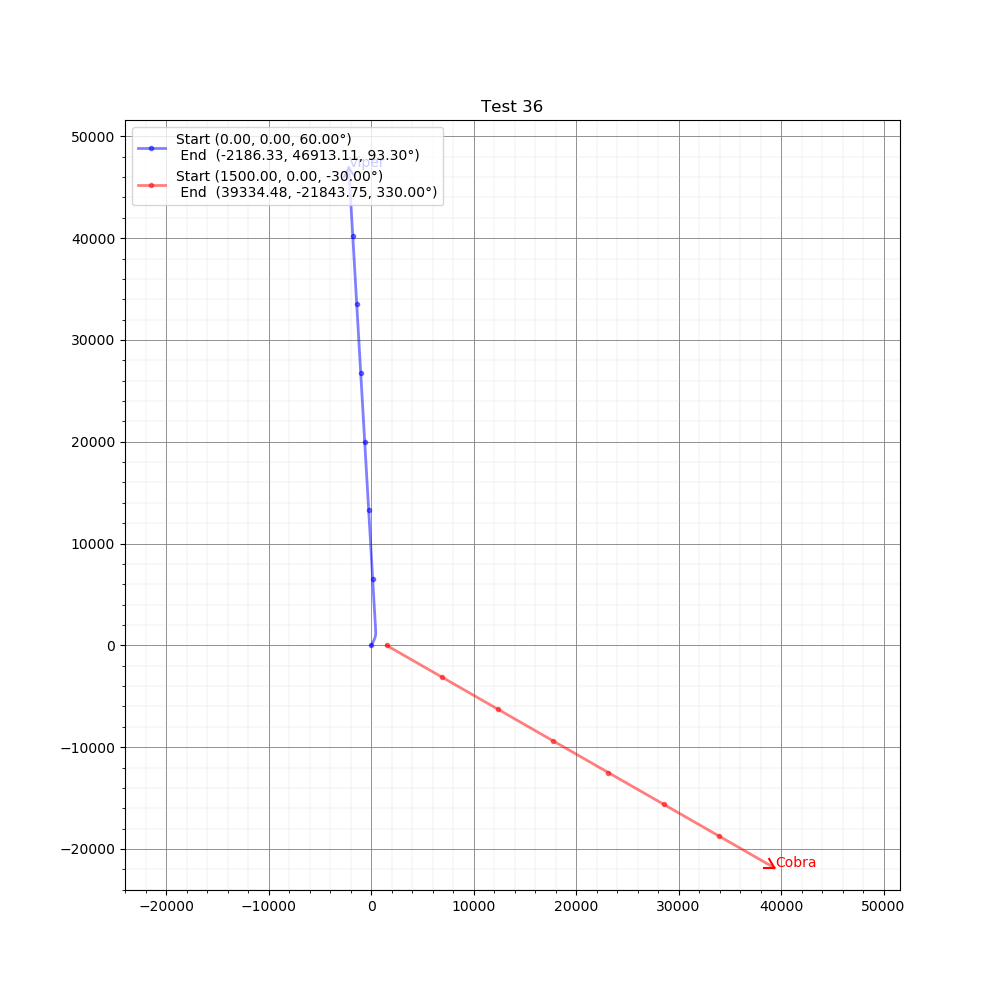 Test 36
50000
40000
30000
20000
10000
0
−10000
−20000
Start (0.00, 0.00, 60.00°)
End (-2186.33, 46913.11, 93.30°)
Start (1500.00, 0.00, -30.00°)
End (39334.48, -21843.75, 330.00°)
Viper
Cobra
−20000 −10000 0 10000 20000 30000 40000 50000